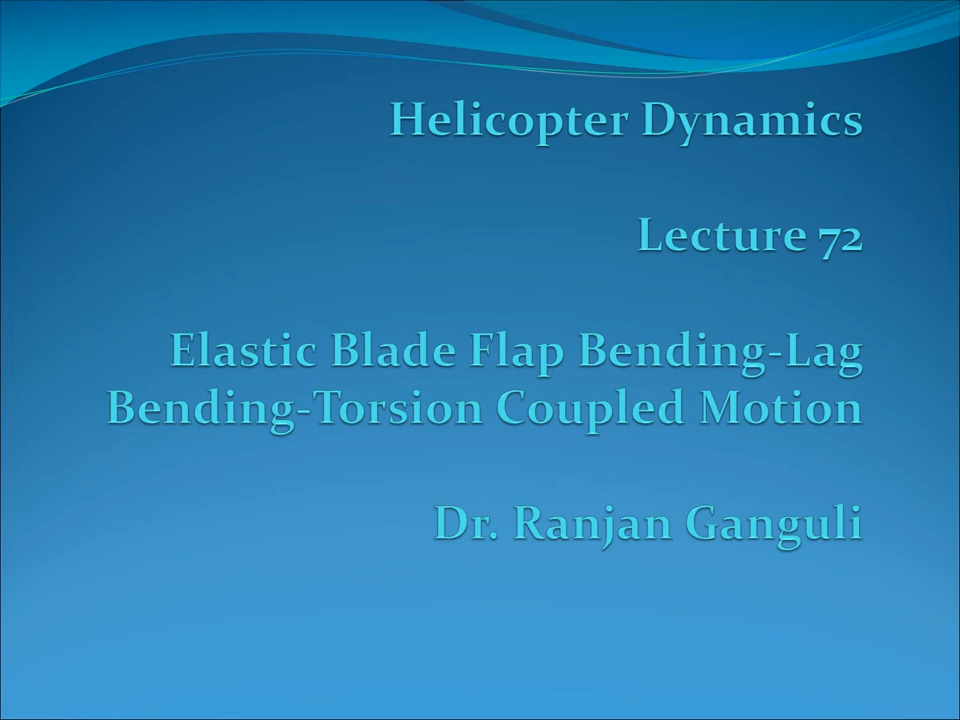 Helicopter Dynamics
Lecture 72
Elastic Blade Flap Bending-Lag
Bending-Torsion Coupled Motion
Dr. Ranjan Ganguli